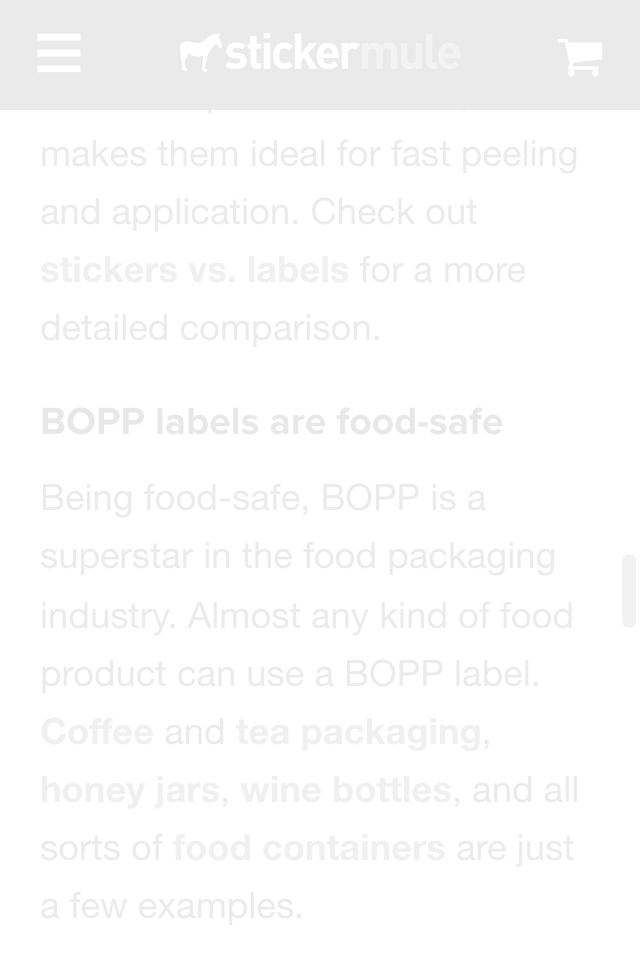 stickermule
makes them ideal for fast peeling
and application. Check out
stickers vs. labels for a more
detailed comparison.
BOPP labels are food-safe
Being food-safe, BOPP is a
superstar in the food packaging
industry. Almost any kind of food
product can use a BOPP label.
Coffee and tea packaging,
honey jars, wine bottles, and all
sorts of food containers are just
a few examples.